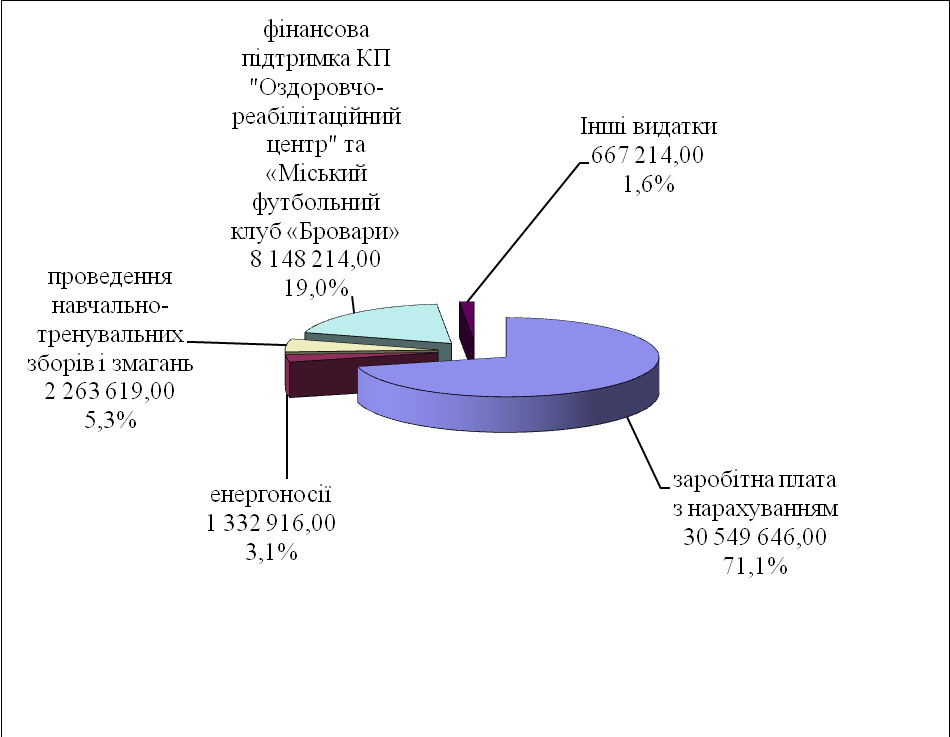 фінансова
підтримка КП
"Оздоровчо-
реабілітаційний
центр" та
«Міський
футбольний
клуб «Бровари»
8 148 214,00
19,0%
Інші видатки
667 214,00
1,6%
проведення
навчально-
тренувальних
зборів і змагань
2 263 619,00
5,3%
енергоносії
1 332 916,00
3,1%
заробітна плата
з нарахуванням
30 549 646,00
71,1%